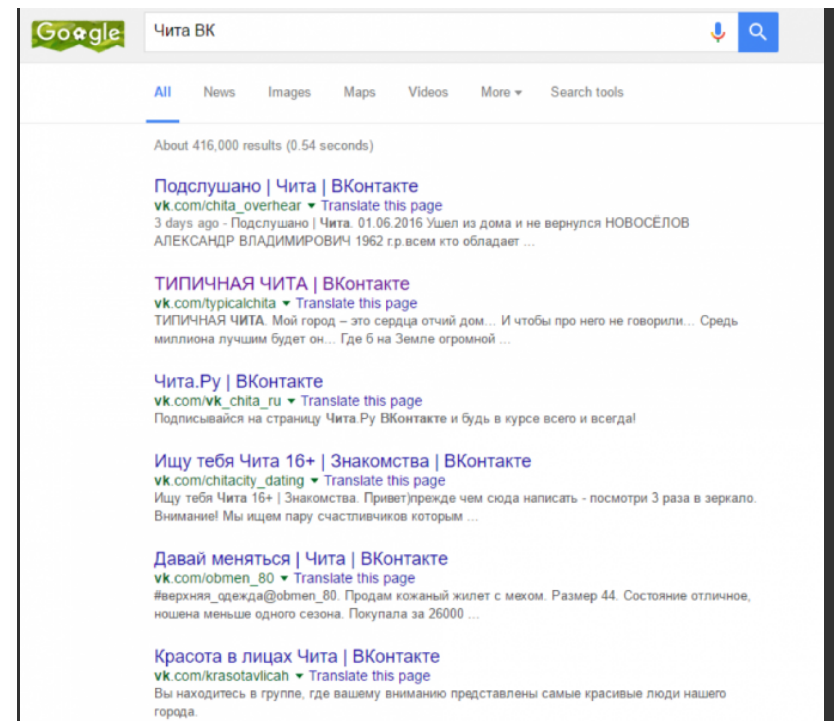 Google
Чита ВК
All News Images Maps Videos More Search tools
About 416,000 results (0.54 seconds)
Подслушано | Чита | ВКонтакте
vk.com/chita_overhear Translate this page
3 days ago - Подслушано | Чита. 01.06.2016 Ушел из дома и не вернулся НОВОСЁЛОВ
АЛЕКСАНДР ВЛАДИМИРОВИЧ 1962 г.р.всем кто обладает ...
ТИПИЧНАЯ ЧИТА | ВКонтакте
vk.com/typicalchita Translate this page
ТИПИЧНАЯ ЧИТА. Мой город – это сердца отчий дом... И чтобы про него не говорили... Средь
миллиона лучшим будет он... Где б на Земле огромной ...
Чита.Ру | ВКонтакте
vk.com/vk_chita_ru Translate this page
Подписывайся на страницу Чита.Ру ВКонтакте и будь в курсе всего и всегда!
Ищу тебя Чита 16+ | Знакомства | ВКонтакте
vk.com/chitacity_dating Translate this page
Ищу тебя Чита 16+ | Знакомства. Привет)прежде чем сюда написать - посмотри 3 раза в зеркало.
Внимание! Мы ищем пару счастливчиков которым ...
Давай меняться | Чита | ВКонтакте
vk.com/obmen_80 Translate this page
#верхняя_одежда@obmen_80. Продам кожаный жилет с мехом. Размер 44. Состояние отличное,
ношена меньше одного сезона. Покупала за 26000 ...
Красота в лицах Чита | ВКонтакте
vk.com/krasotavlicah Translate this page
Вы находитесь в группе, где вашему вниманию представлены самые красивые люди нашего
города.